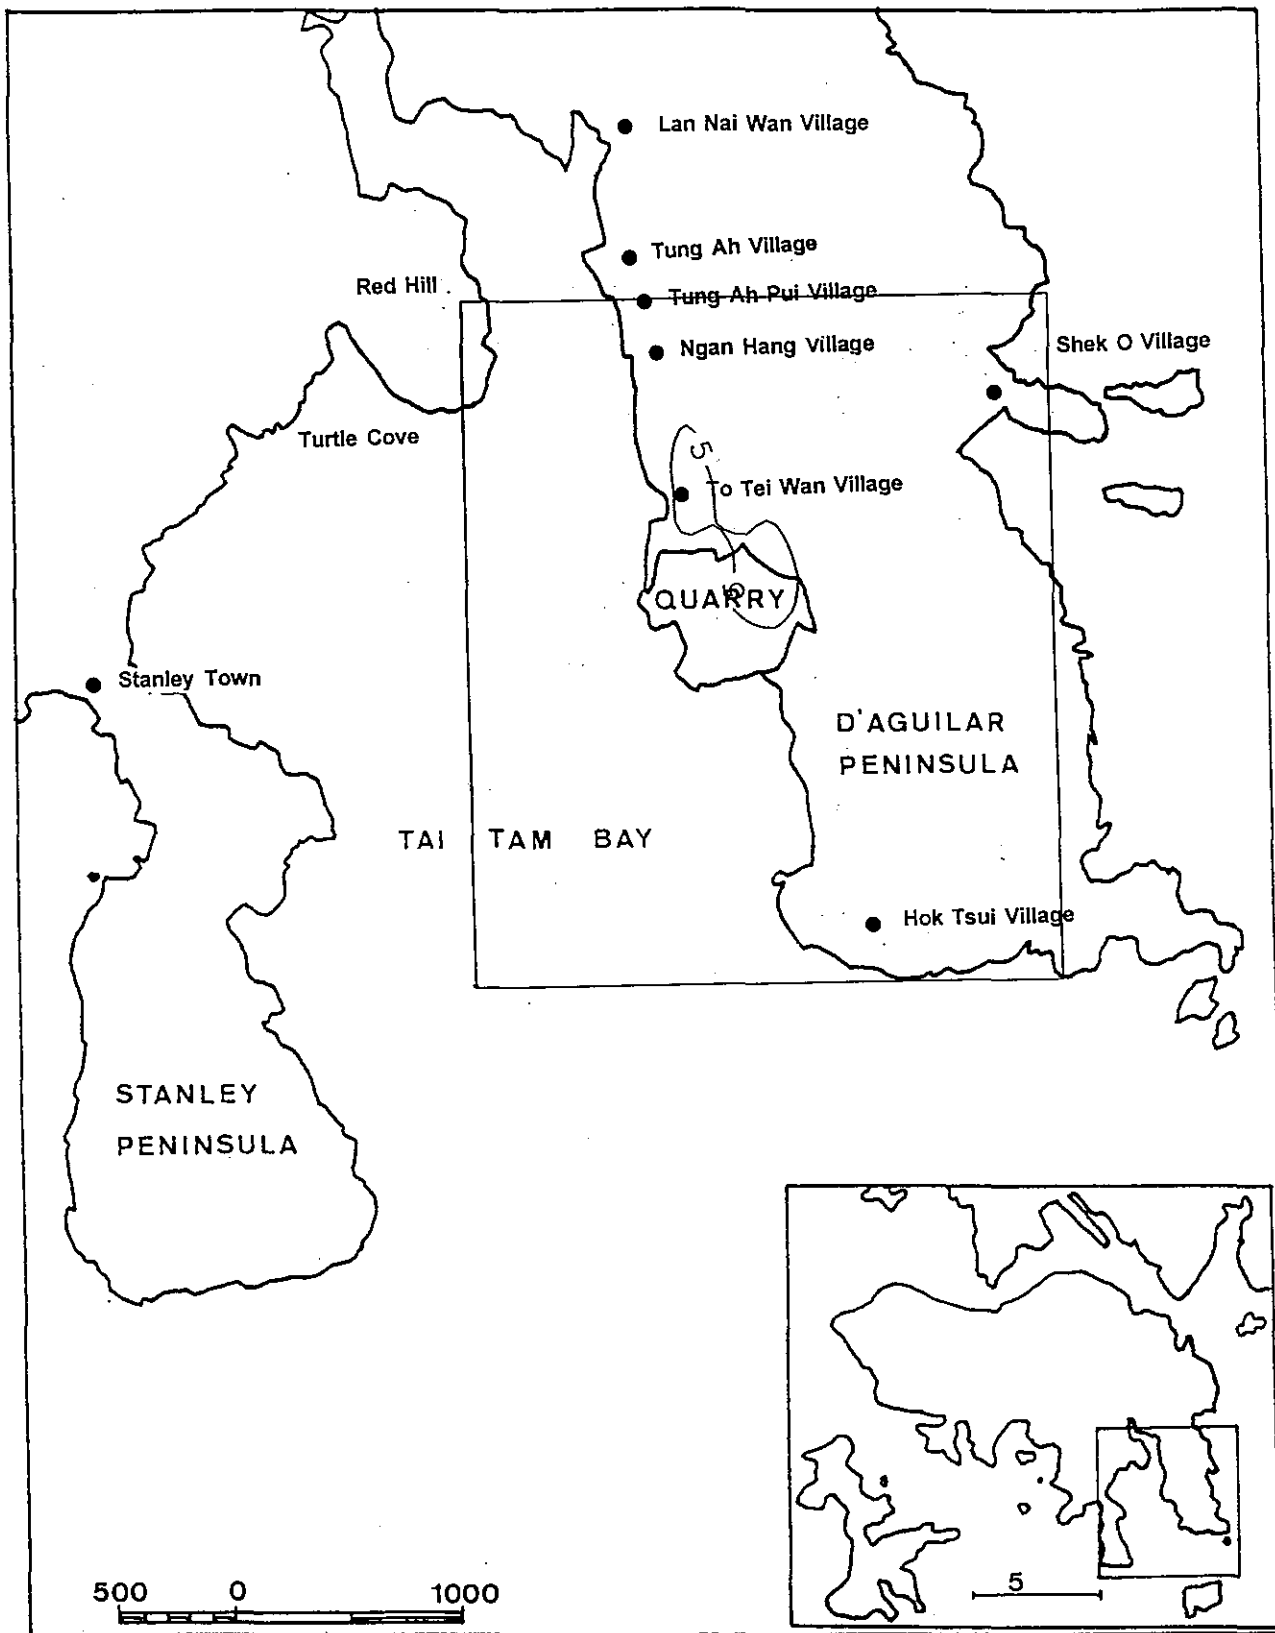 Lan Nai Wan Village
Tung Ah Village
Red Hill
Tung Ah Pui Village
Ngan Hang Village
Shek O Village
Turtle Cove
5
To Tei Wan Village
5
QUARRY
Stanley Town
D'AGUILAR
PENINSULA
TAI TAM BAY
Hok Tsui Village
STANLEY
PENINSULA
500 0 1000
5